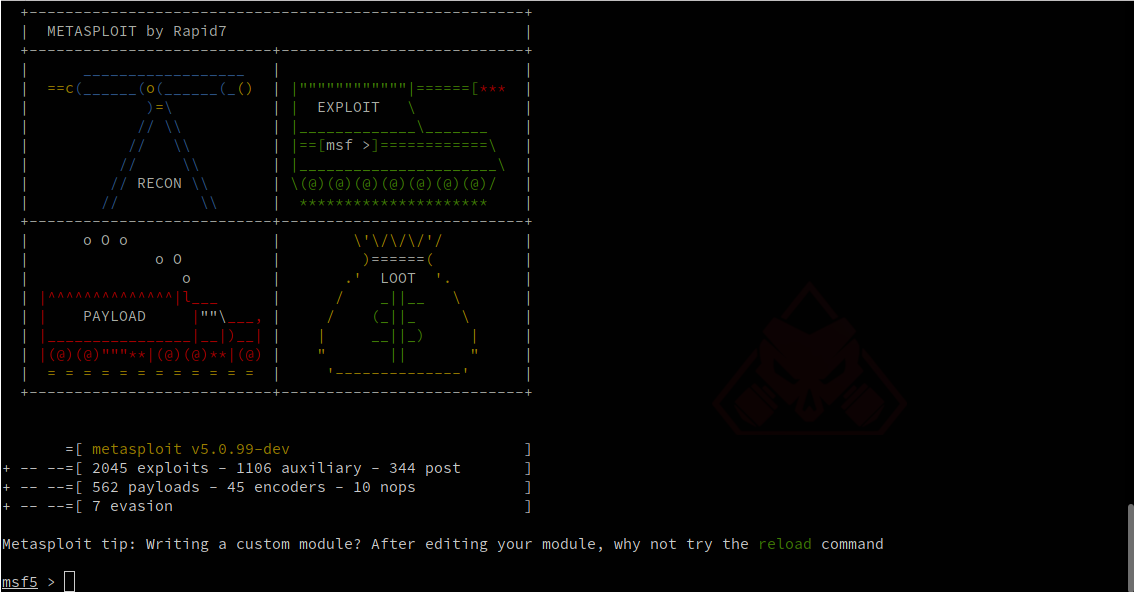 METASPLOIT by Rapid7
==c(______(o(______(_()
|""""""""""""|======[***
)=\
EXPLOIT \
// \\
|_____________\_______
// \\
|==[msf >]============\
// \\
|______________________\
// RECON \\
\(@)(@)(@)(@)(@)(@)(@)/
// \\
*********************
o O o
\'\/\/\/'/
o O
)======(
o
.' LOOT '.
|^^^^^^^^^^^^^^|l___
/ _||__ \
| PAYLOAD |""\___,
/ (_||_ \
|________________|__|)__|
| __||_) |
|(@)(@)"""**|(@)(@)**|(@)
" || "
= = = = = = = = = = = =
'--------------'
=[ metasploit v5.0.99-dev ]
+ -- --=[ 2045 exploits - 1106 auxiliary - 344 post ]
+ -- --=[ 562 payloads - 45 encoders - 10 nops ]
+ -- --=[ 7 evasion ]
Metasploit tip: Writing a custom module? After editing your module, why not try the reload command
msf5 >